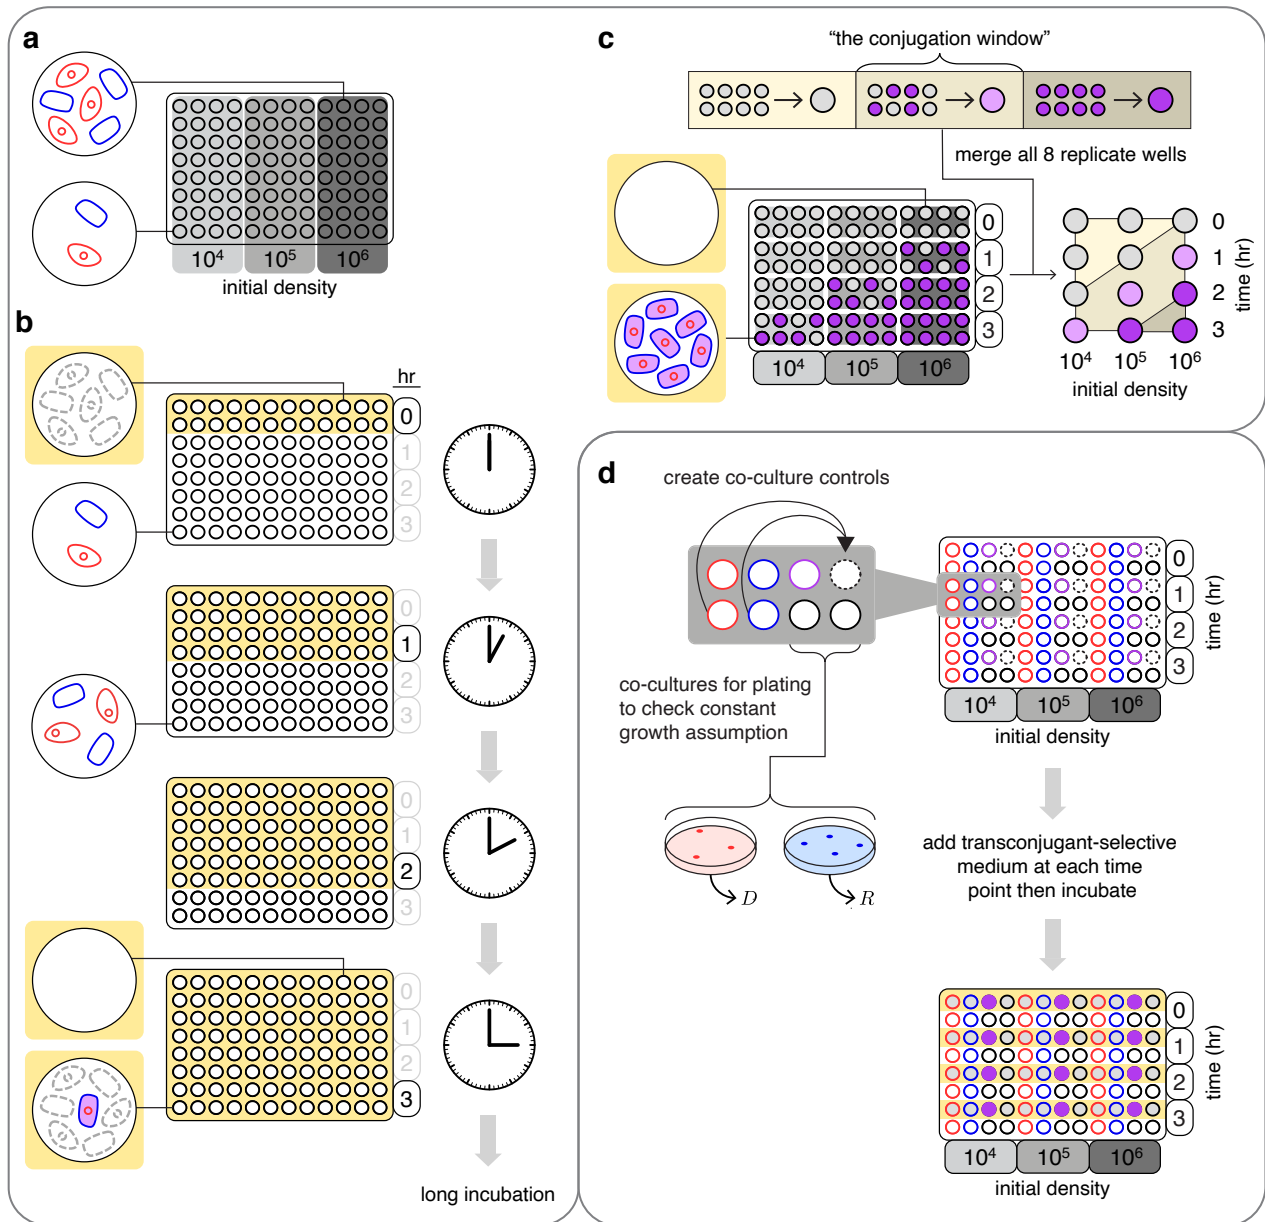 a
10⁴ 10⁵ 10⁶
initial density
b
hr
0
1
2
3
0
1
2
3
0
1
2
3
0
1
2
3
long incubation
c
“the conjugation window”
merge all 8 replicate wells
0
1
2
3
10⁴ 10⁵ 10⁶
0
1
2
3
time (hr)
10⁴ 10⁵ 10⁶
initial density
d
create co-culture controls
co-cultures for plating
to check constant
growth assumption
D R
0
1
2
3
time (hr)
10⁴ 10⁵ 10⁶
initial density
add transconjugant-selective
medium at each time
point then incubate
0
1
2
3
time (hr)
10⁴ 10⁵ 10⁶
initial density